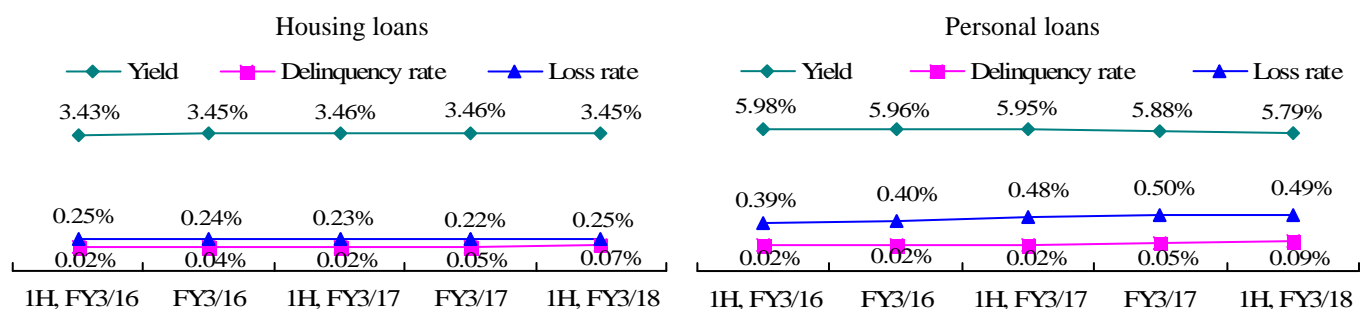 Housing loans
Yield Delinquency rate Loss rate
3.43% 3.45% 3.46% 3.46% 3.45%
0.25% 0.24% 0.23% 0.22% 0.25%
0.02% 0.04% 0.02% 0.05% 0.07%
1H, FY3/16 FY3/16 1H, FY3/17 FY3/17 1H, FY3/18
Personal loans
Yield Delinquency rate Loss rate
5.98% 5.96% 5.95% 5.88% 5.79%
0.39% 0.40% 0.48% 0.50% 0.49%
0.02% 0.02% 0.02% 0.05% 0.09%
1H, FY3/16 FY3/16 1H, FY3/17 FY3/17 1H, FY3/18